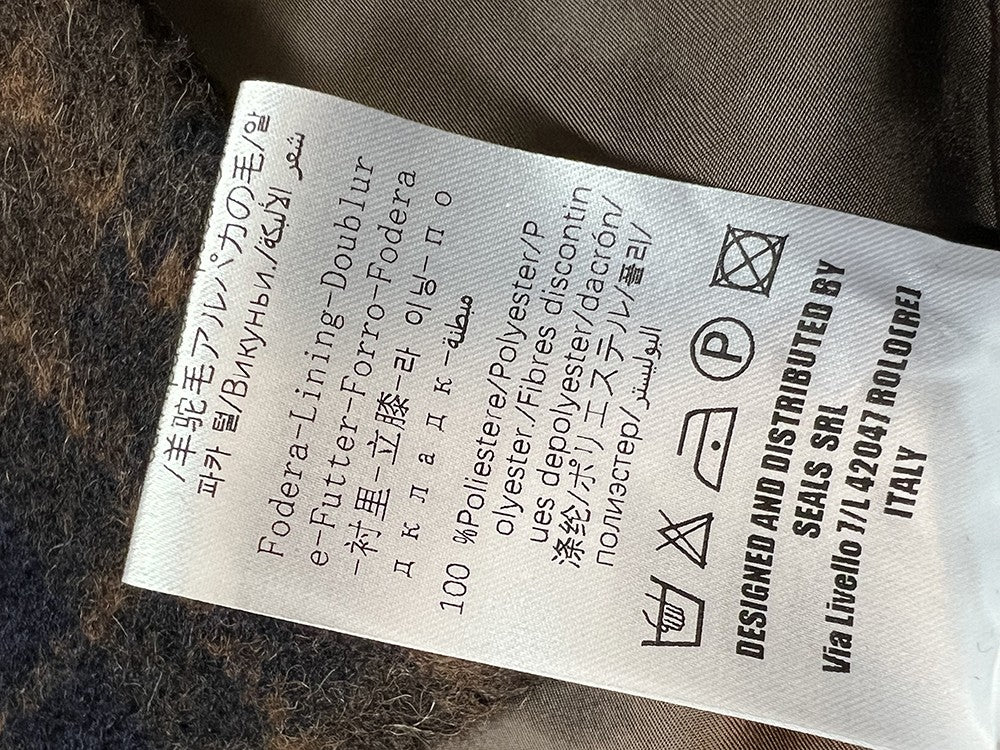 /羊驼毛アルパカの毛/알
파카 털/Викуньи./شعر الألبكة
Fodera-Lining-Doublur
e-Futter-Forro-Fodera
-衬里-立膝-라 이닝-п о
д к л а д к -مبطنة
100 %Poliestere/Polyester/P
olyester./Fibres discontin
ues depolyester/dacrón/
涤纶/ポリエステル/폴리/
полиэстер/البوليستر
P
DESIGNED AND DISTRIBUTED BY
SEALS SRL
Via Livello 7/L 42047 ROLO(RE)
ITALY